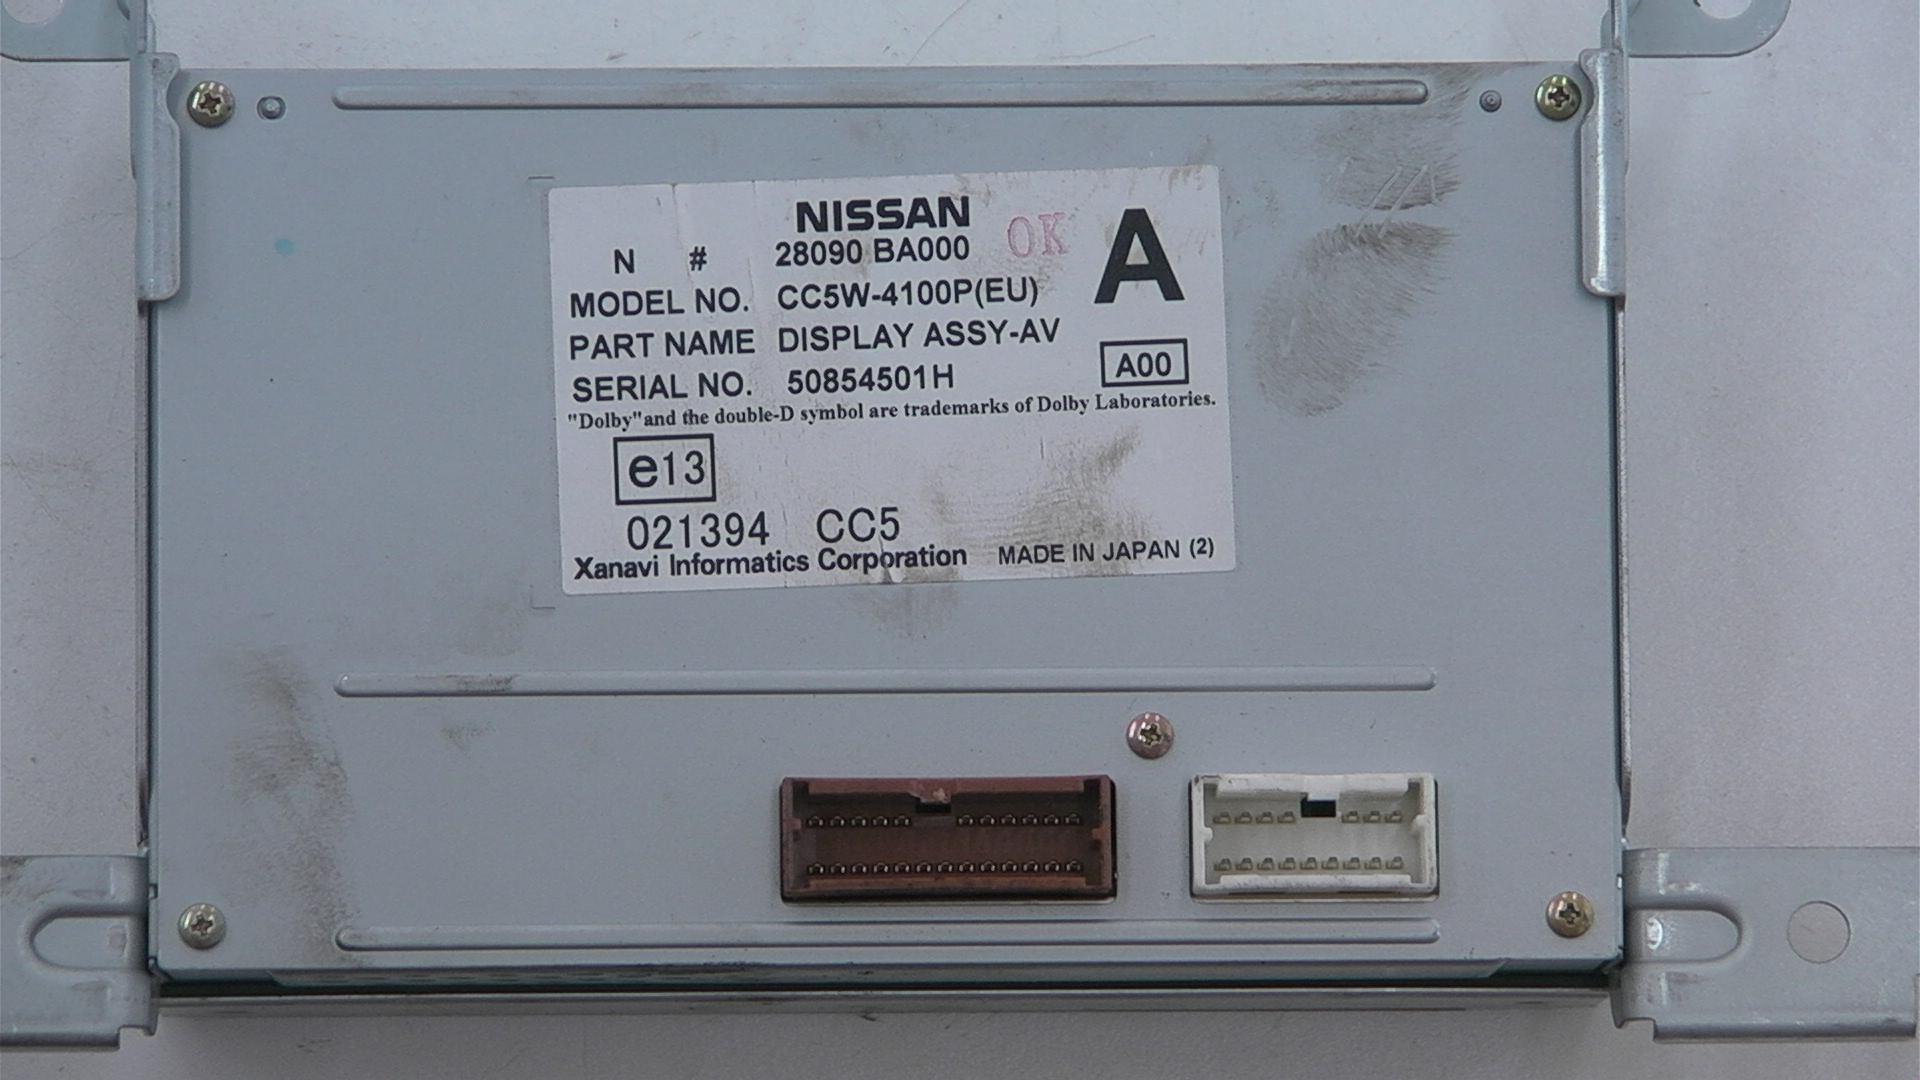 NISSAN
N # 28090 BA000 OK A
MODEL NO. CC5W-4100P(EU)
PART NAME DISPLAY ASSY-AV
SERIAL NO. 50854501H A00
"Dolby"and the double-D symbol are trademarks of Dolby Laboratories.
e13
021394 CC5
Xanavi Informatics Corporation MADE IN JAPAN (2)